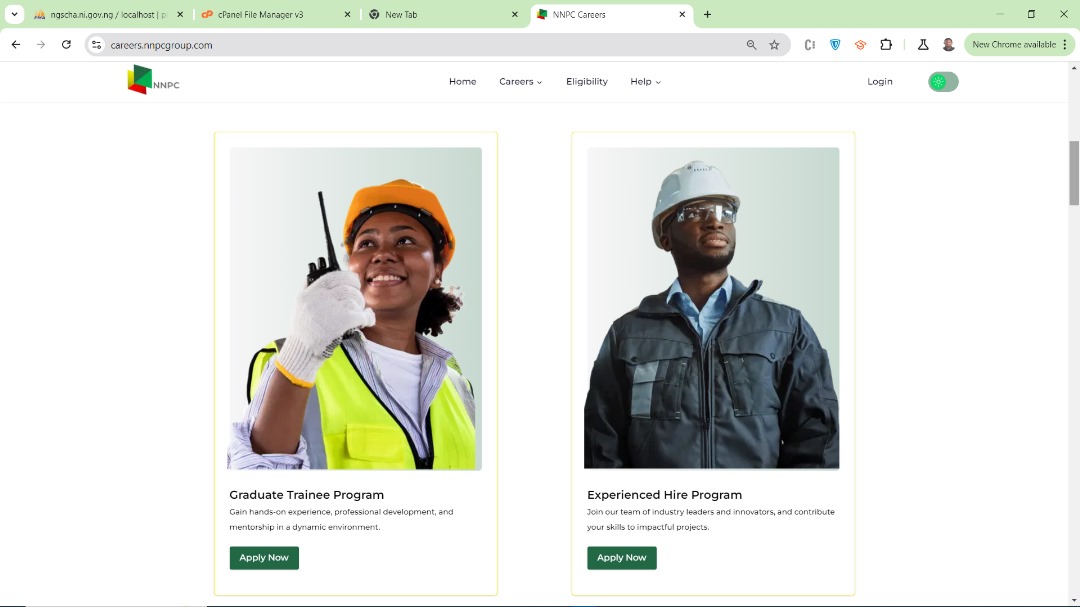 ngscha.ni.gov.ng / localhost | p
cPanel File Manager v3
New Tab
NNPC Careers
careers.nnpcgroup.com
New Chrome available
NNPC
Home
Careers
Eligibility
Help
Login
Graduate Trainee Program
Gain hands-on experience, professional development, and
mentorship in a dynamic environment.
Apply Now
Experienced Hire Program
Join our team of industry leaders and innovators, and contribute
your skills to impactful projects.
Apply Now